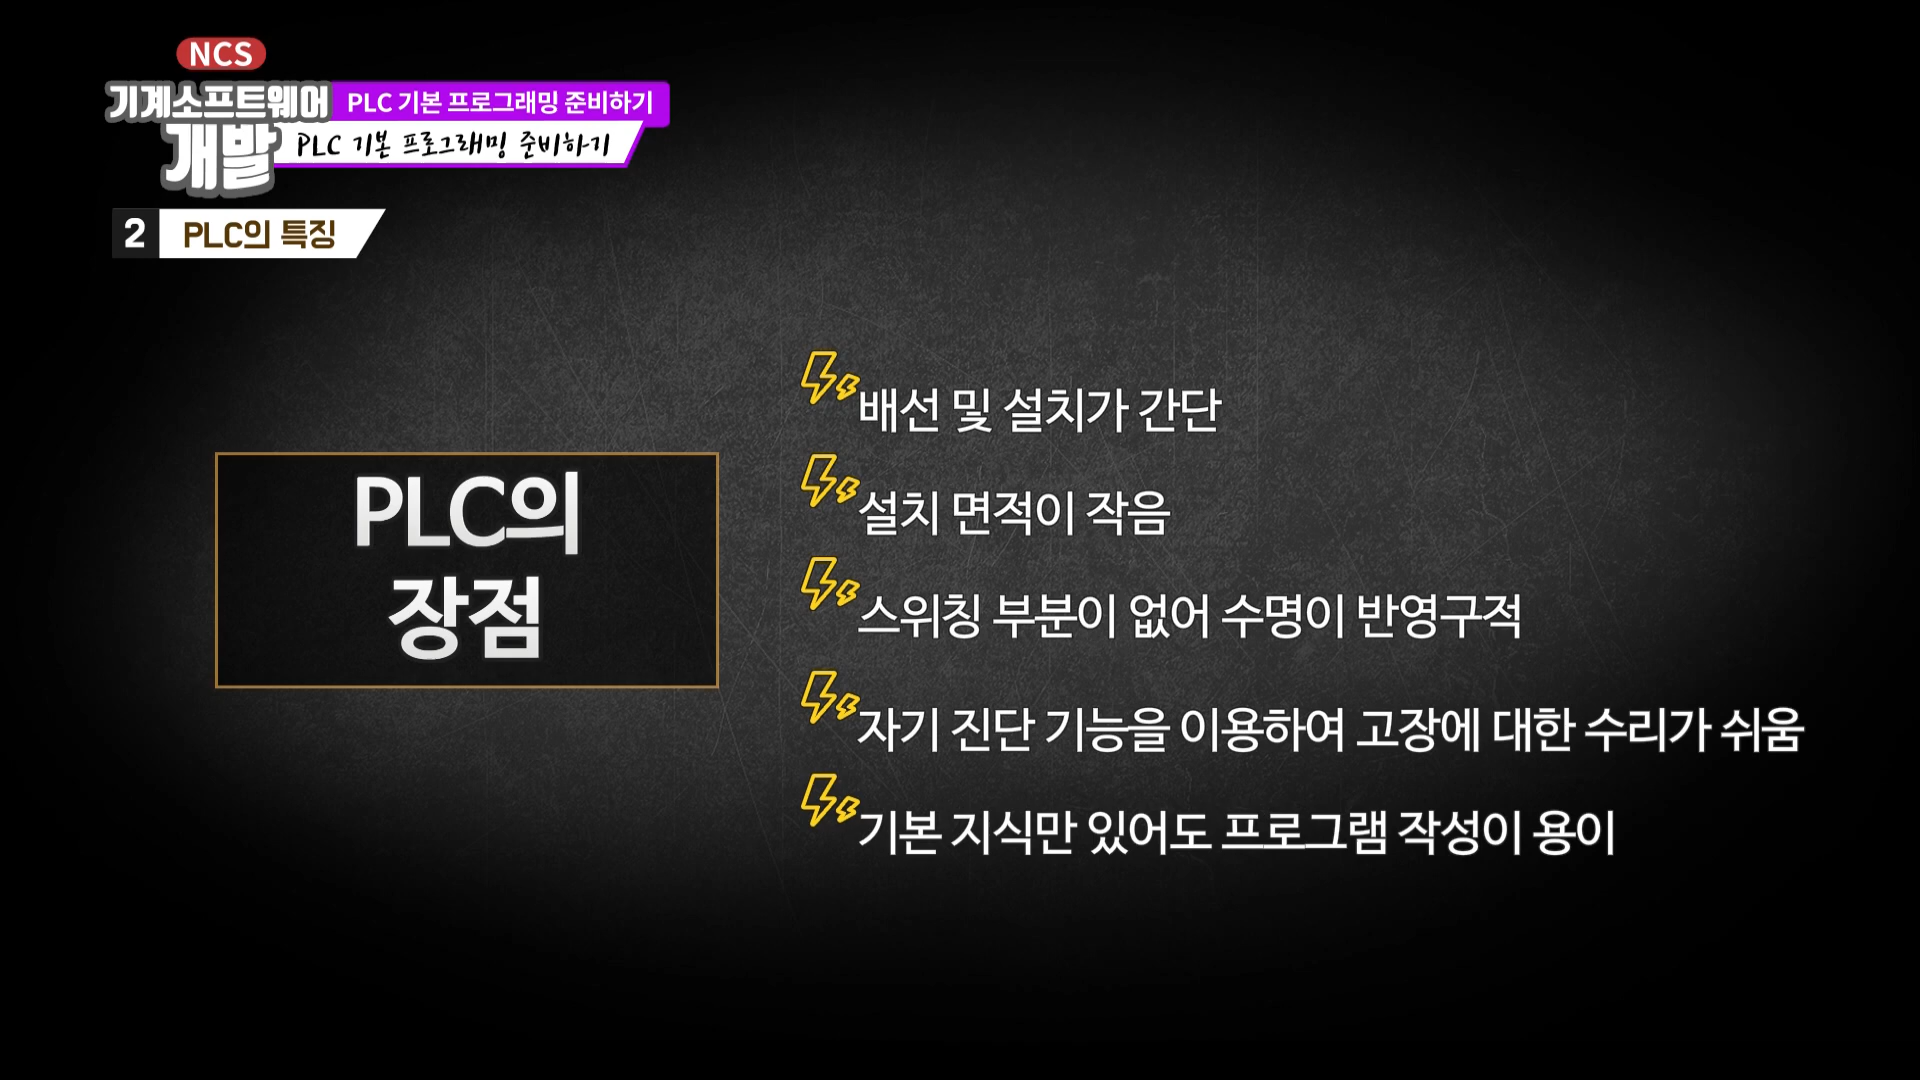 NCS
기계소프트웨어
개발
PLC 기본 프로그래밍 준비하기
PLC 기본 프로그래밍 준비하기
2 PLC의 특징
PLC의
장점
배선 및 설치가 간단
설치 면적이 작음
스위칭 부분이 없어 수명이 반영구적
자기 진단 기능을 이용하여 고장에 대한 수리가 쉬움
기본 지식만 있어도 프로그램 작성이 용이